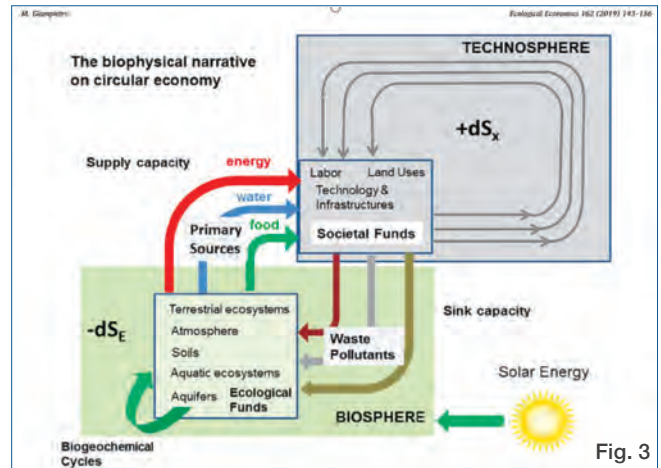 M. Giampietro
Ecological Economics 162 (2019) 143–156
The biophysical narrative
on circular economy
TECHNOSPHERE
+dSx
Supply capacity
energy
water
food
Primary
Sources
Labor
Land Uses
Technology &
Infrastructures
Societal Funds
-dSE
Terrestrial ecosystems
Atmosphere
Soils
Aquatic ecosystems
Aquifers
Ecological
Funds
Waste
Pollutants
Sink capacity
Solar Energy
BIOSPHERE
Biogeochemical
Cycles
Fig. 3